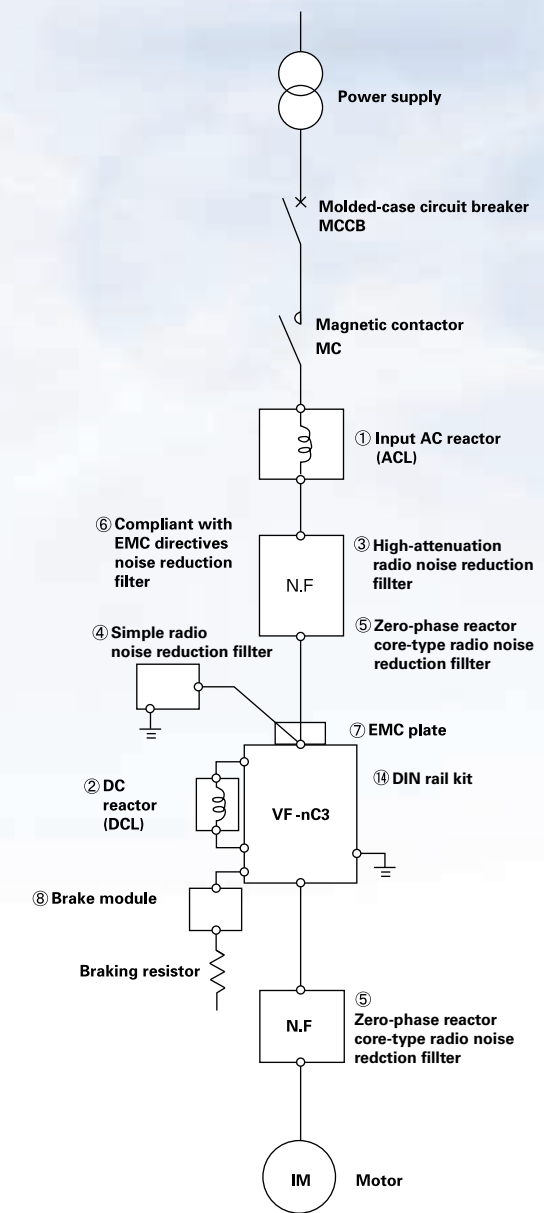 Power supply
Molded-case circuit breaker
MCCB
Magnetic contactor
MC
① Input AC reactor
(ACL)
⑥ Compliant with
EMC directives
noise reduction
filter
N.F
③ High-attenuation
radio noise reduction
fillter
⑤ Zero-phase reactor
core-type radio noise
reduction fillter
④ Simple radio
noise reduction fillter
⑦ EMC plate
② DC
reactor
(DCL)
VF-nC3
⑭ DIN rail kit
⑧ Brake module
Braking resistor
N.F
⑤
Zero-phase reactor
core-type radio noise
redction fillter
IM
Motor